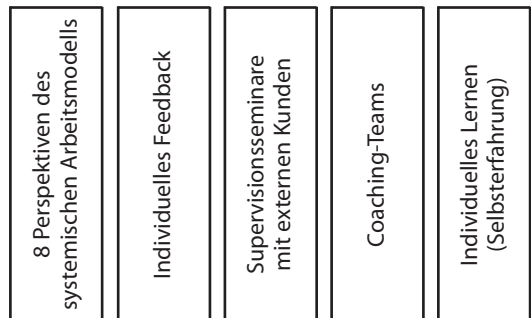 8 Perspektiven des
systemischen Arbeitsmodells
Individuelles Feedback
Supervisionsseminare
mit externen Kunden
Coaching-Teams
Individuelles Lernen
(Selbsterfahrung)